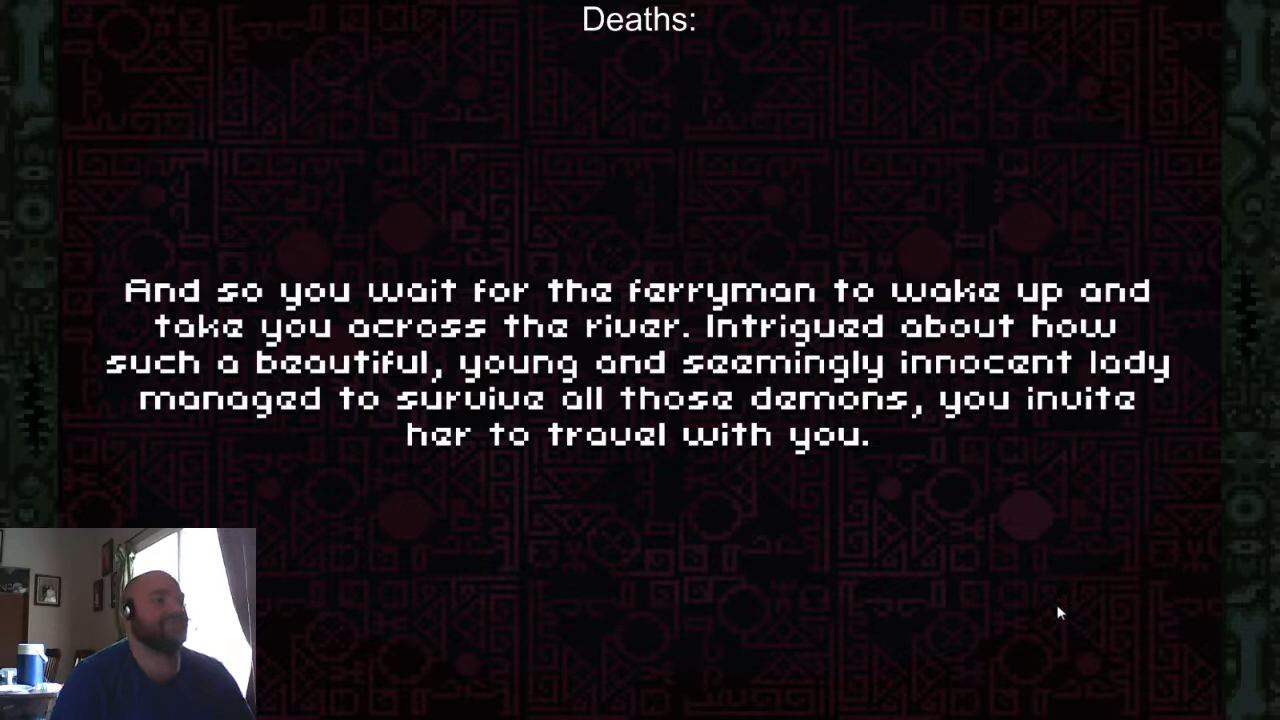 Deaths:
And so you wait for the ferryman to wake up and
take you across the river. Intrigued about how
such a beautiful, young and seemingly innocent lady
managed to survive all those demons, you invite
her to travel with you.